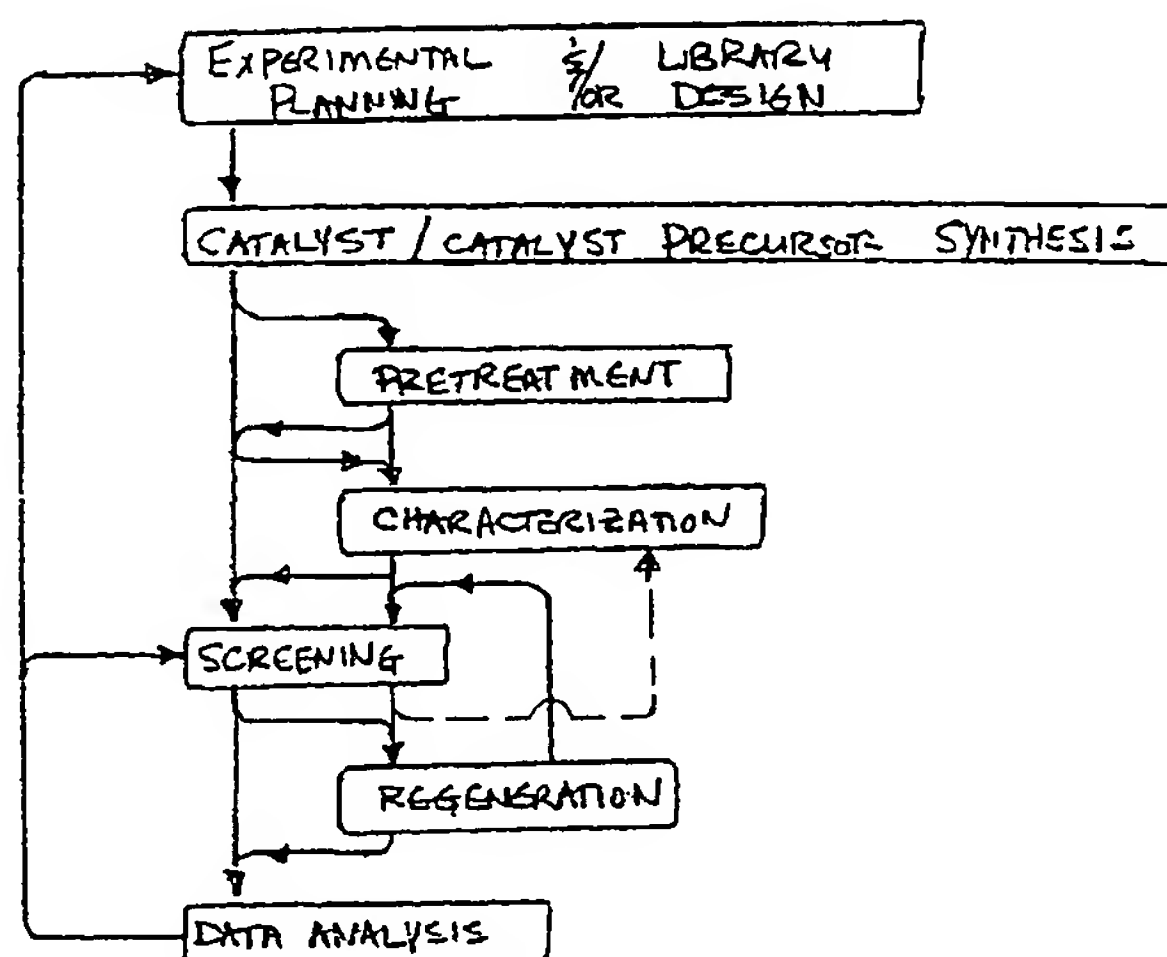 EXPERIMENTAL &/ LIBRARY
PLANNING /OR DESIGN
CATALYST / CATALYST PRECURSOR SYNTHESIS
PRETREATMENT
CHARACTERIZATION
SCREENING
REGENERATION
DATA ANALYSIS